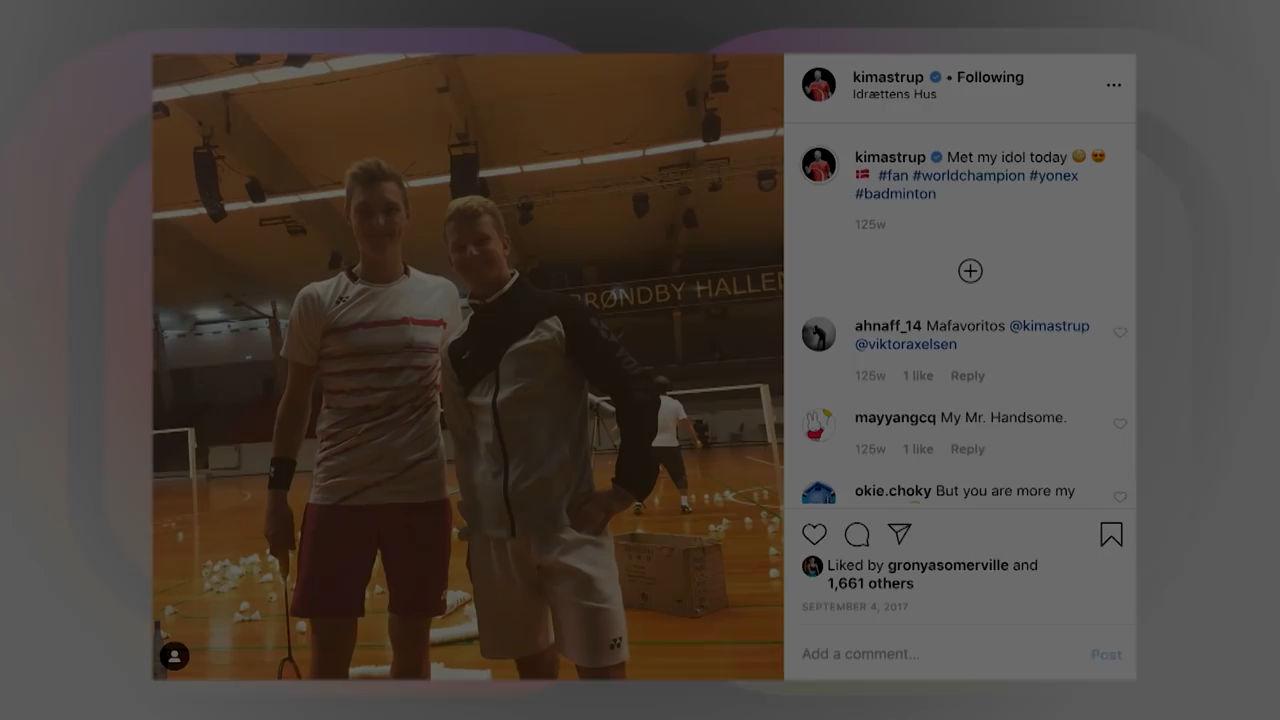 kimastrup • Following
Idrættens Hus
kimastrup Met my idol today 😳 😍
🇩🇰 #fan #worldchampion #yonex
#badminton
125w
BRØNDBY HALLEN
ahnaff_14 Mafavoritos @kimastrup
@viktoraxelsen
125w 1 like Reply
mayyangcq My Mr. Handsome.
125w 1 like Reply
okie.choky But you are more my
Liked by gronyasomerville and
1,661 others
SEPTEMBER 4, 2017
Add a comment... Post